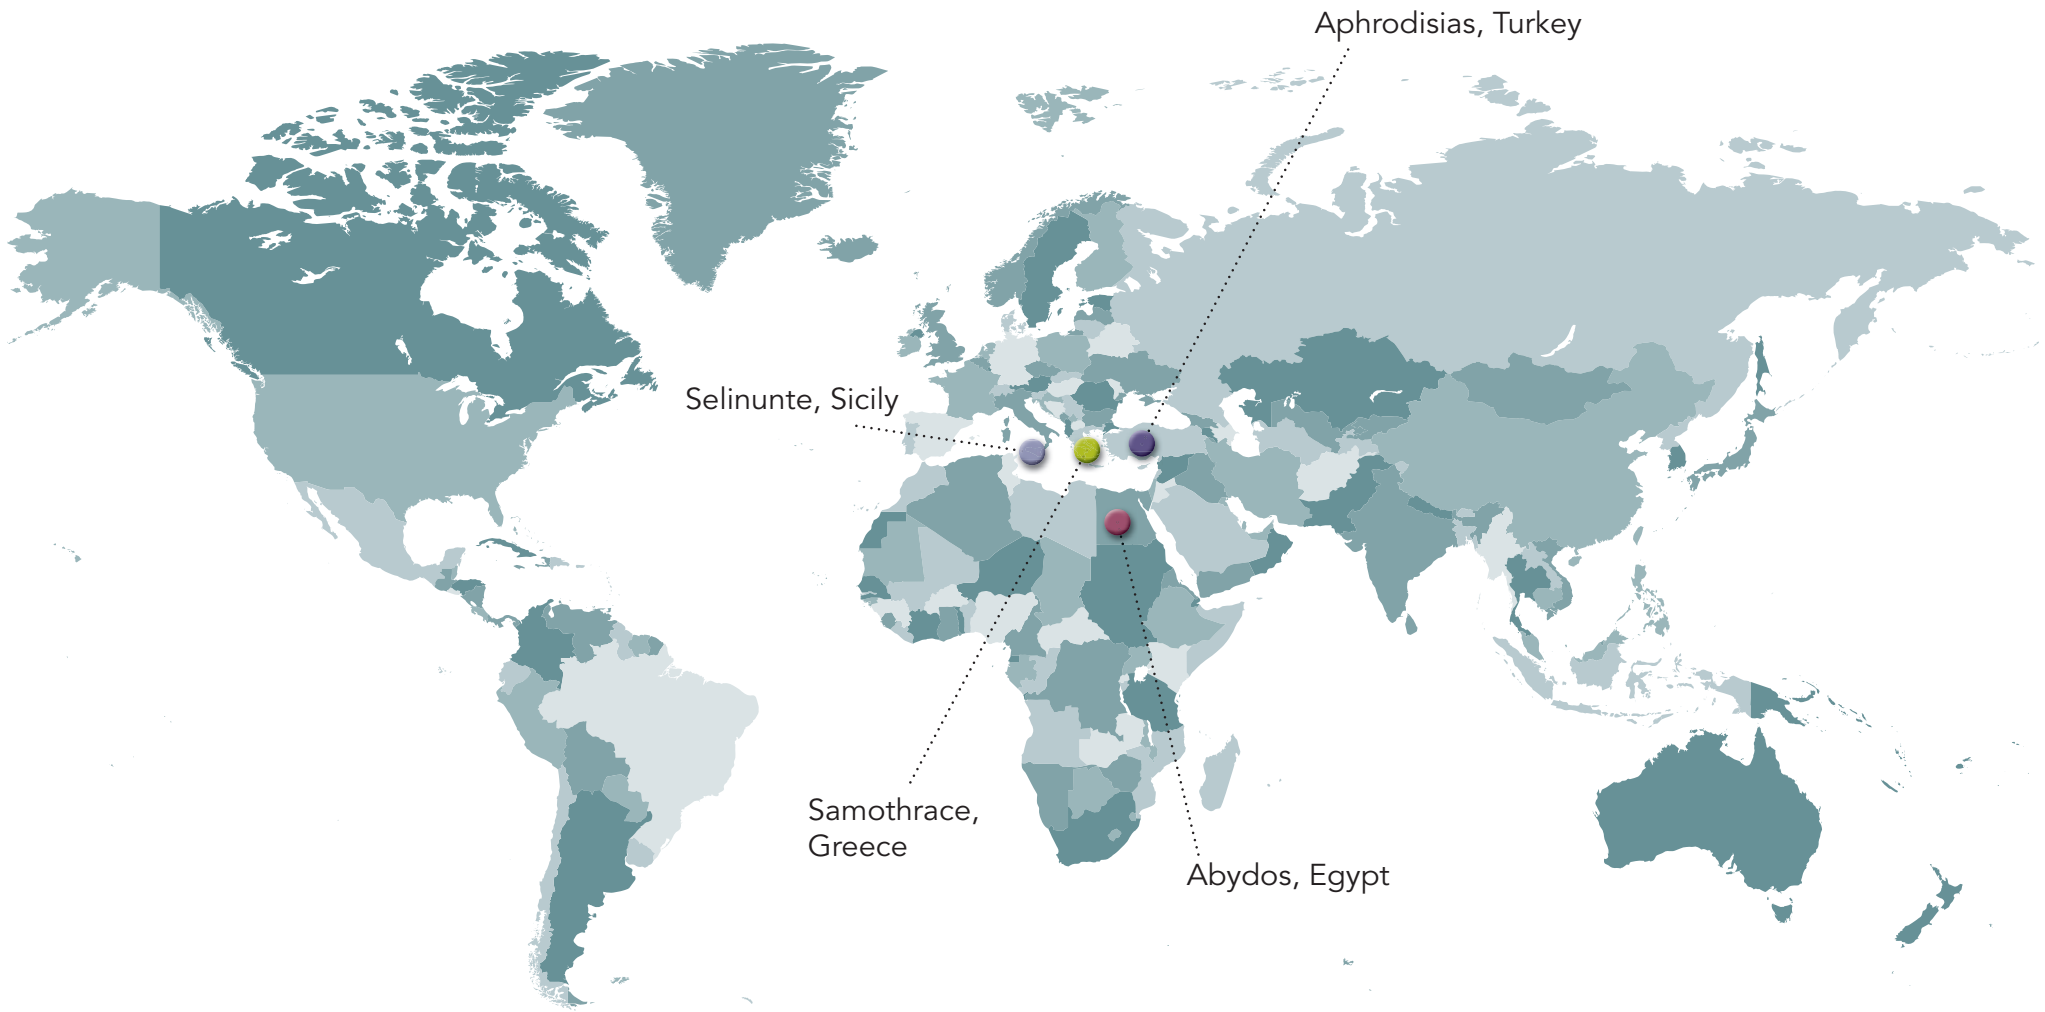 Aphrodisias, Turkey
Selinunte, Sicily
Samothrace,
Greece
Abydos, Egypt